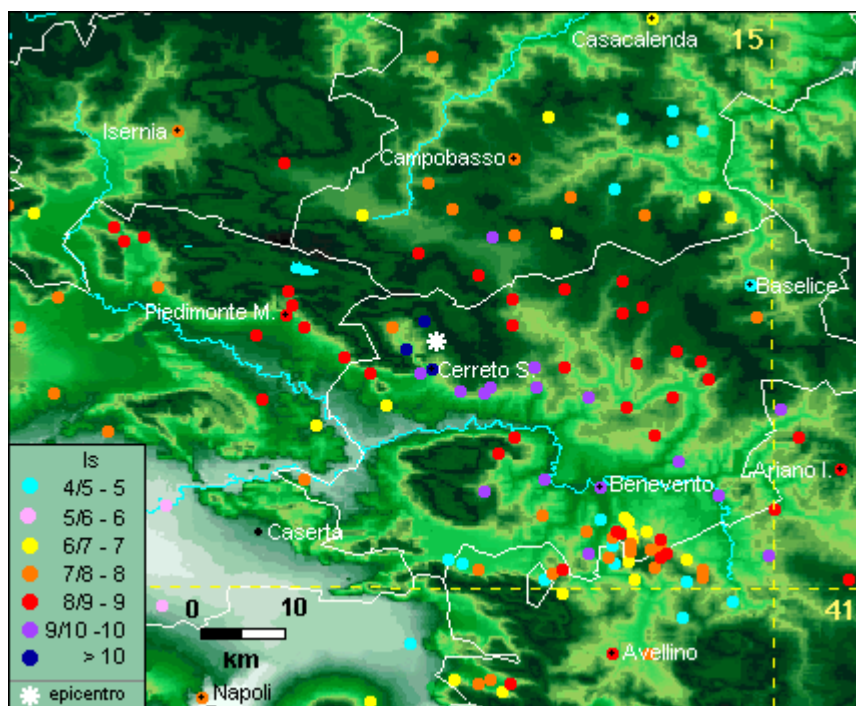 Casacalenda
15
Isernia
Campobasso
Baselice
Piedimonte M.
Cerreto S.
Is
4/5 - 5
5/6 - 6
6/7 - 7
7/8 - 8
8/9 - 9
9/10 -10
> 10
epicentro
Ariano I.
Benevento
Caserta
0 10
km
41
Avellino
Napoli